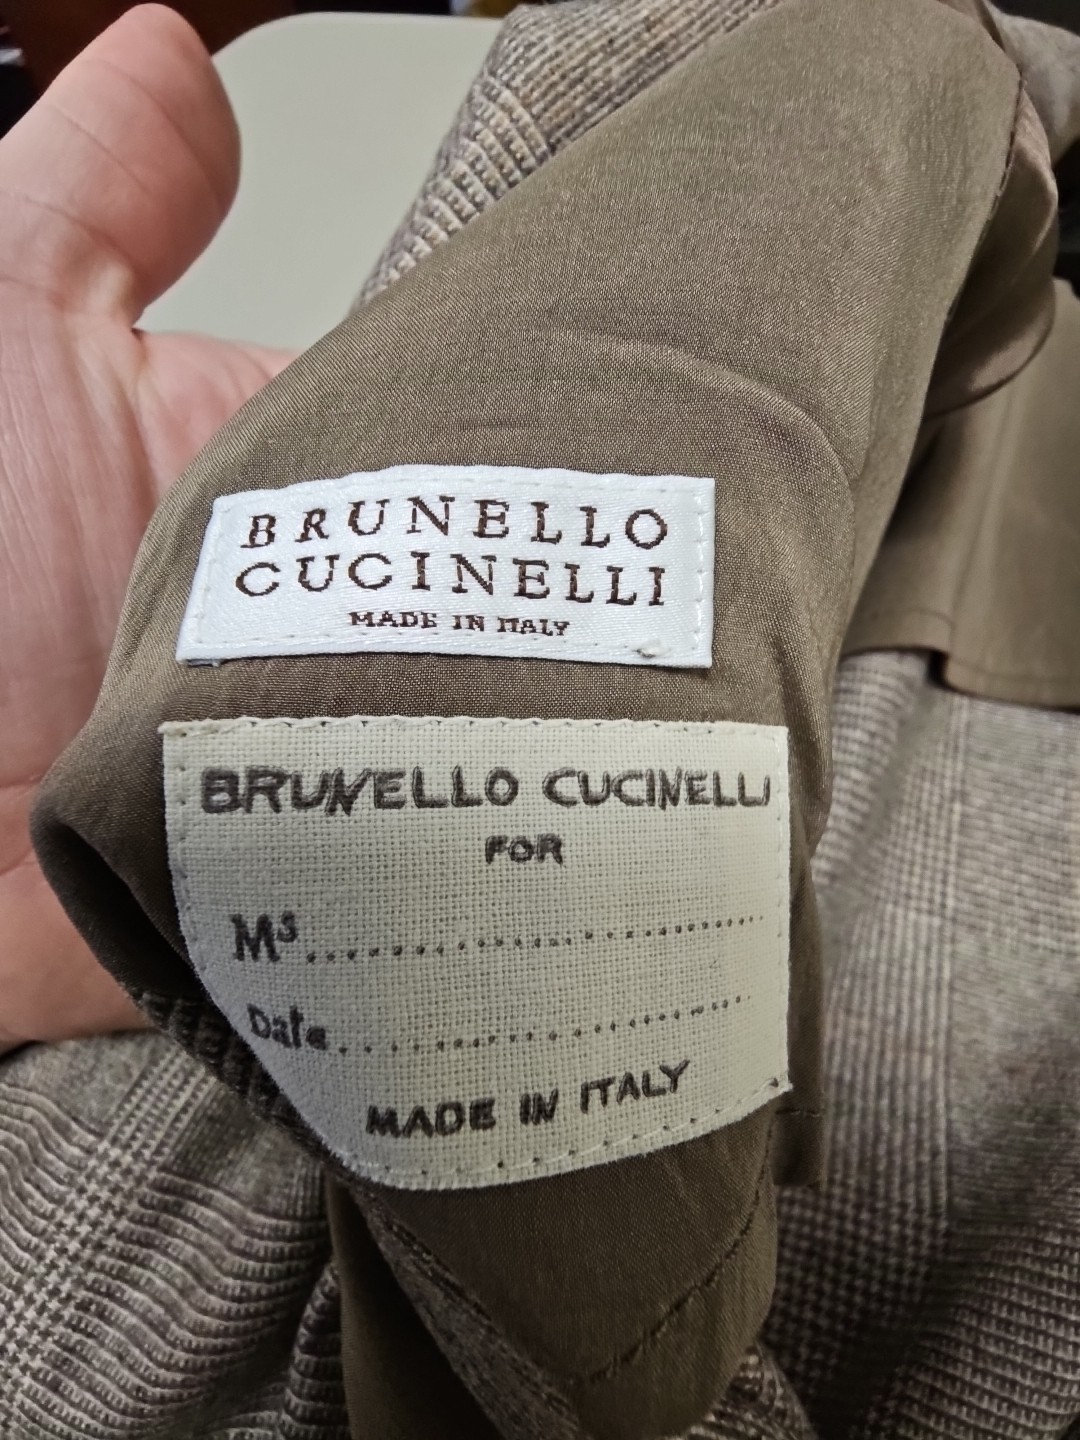 BRUNELLO
CUCINELLI
MADE IN ITALY
BRUNELLO CUCINELLI
FOR
Ms....................................
Date....................................
MADE IN ITALY